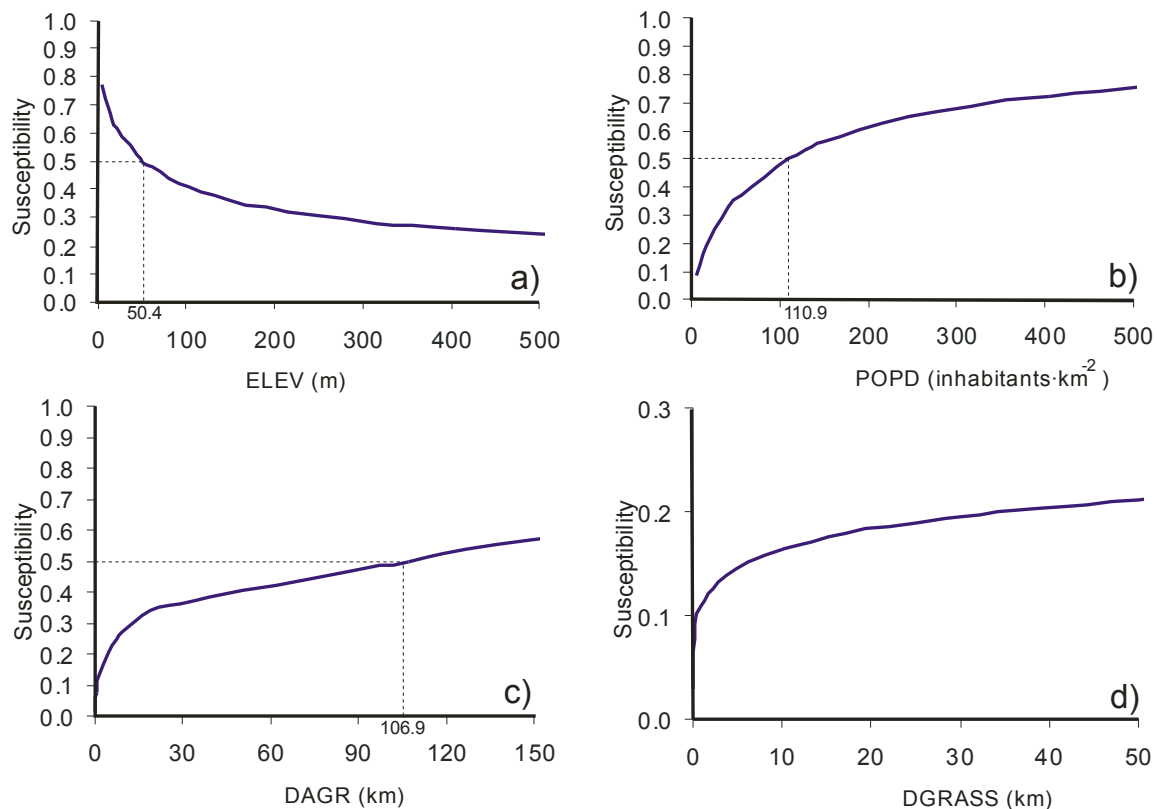 1.0
0.9
0.8
0.7
0.6
0.5
0.4
0.3
0.2
0.1
0.0
Susceptibility
a)
50.4
0 100 200 300 400 500
ELEV (m)
1.0
0.9
0.8
0.7
0.6
0.5
0.4
0.3
0.2
0.1
0.0
Susceptibility
b)
110.9
0 100 200 300 400 500
POPD (inhabitants·km⁻²)
1.0
0.9
0.8
0.7
0.6
0.5
0.4
0.3
0.2
0.1
0.0
Susceptibility
c)
106.9
0 30 60 90 120 150
DAGR (km)
0.3
0.2
0.1
0.0
Susceptibility
d)
0 10 20 30 40 50
DGRASS (km)